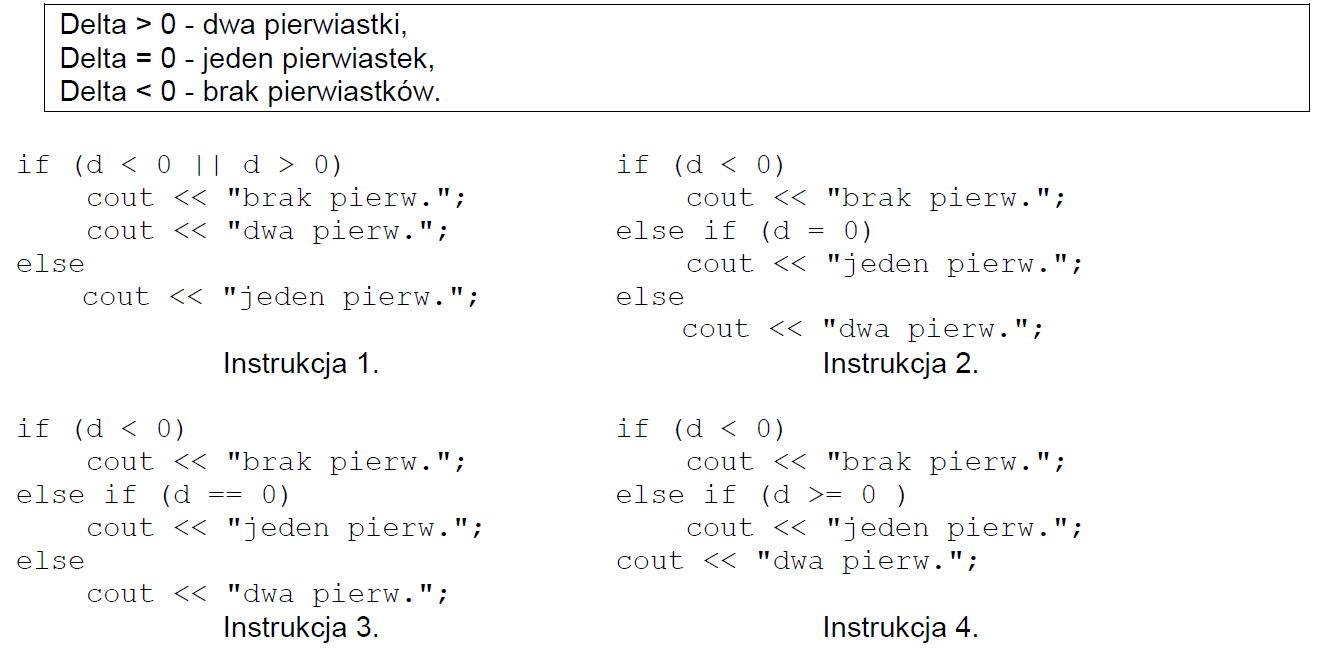 Delta > 0 - dwa pierwiastki,
Delta = 0 - jeden pierwiastek,
Delta < 0 - brak pierwiastków.
if (d < 0 || d > 0)
    cout << "brak pierw.";
    cout << "dwa pierw.";
else
    cout << "jeden pierw.";
Instrukcja 1.
if (d < 0)
    cout << "brak pierw.";
else if (d = 0)
    cout << "jeden pierw.";
else
    cout << "dwa pierw.";
Instrukcja 2.
if (d < 0)
    cout << "brak pierw.";
else if (d == 0)
    cout << "jeden pierw.";
else
    cout << "dwa pierw.";
Instrukcja 3.
if (d < 0)
    cout << "brak pierw.";
else if (d >= 0 )
    cout << "jeden pierw.";
cout << "dwa pierw.";
Instrukcja 4.